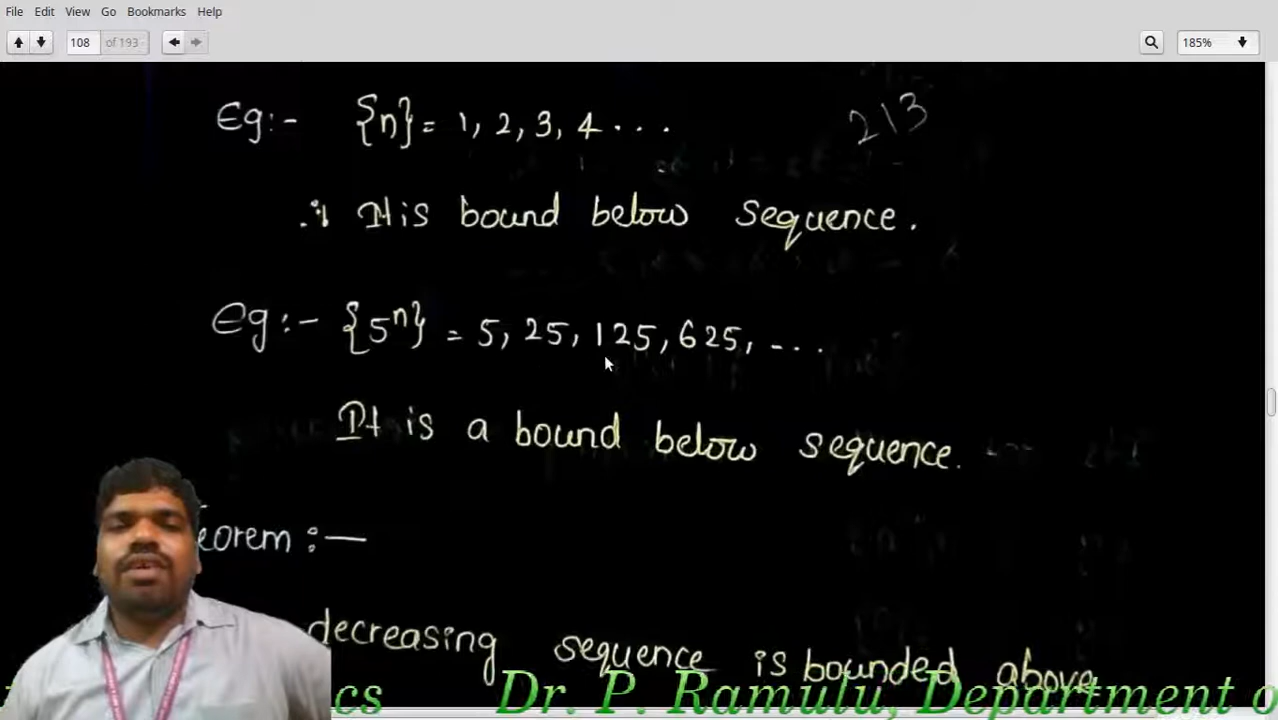 File Edit View Go Bookmarks Help
108 of 193 185%
Eg:- {n} = 1, 2, 3, 4 . . .
213
∴ It is bound below sequence.
Eg:- {5ⁿ} = 5, 25, 125, 625, - . . .
It is a bound below sequence.
eorem :—
decreasing sequence is bounded above
cs Dr. P. Ramulu, Department o